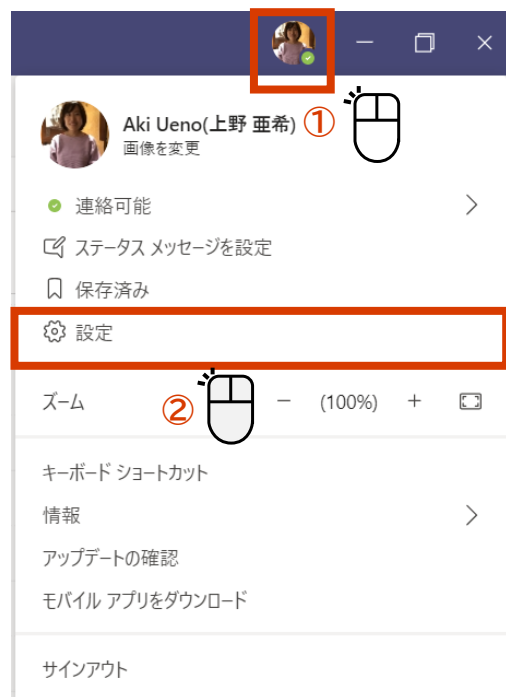 Aki Ueno(上野 亜希) ①
画像を変更
連絡可能
ステータス メッセージを設定
保存済み
設定
ズーム ② − (100%) +
キーボード ショートカット
情報
アップデートの確認
モバイル アプリをダウンロード
サインアウト